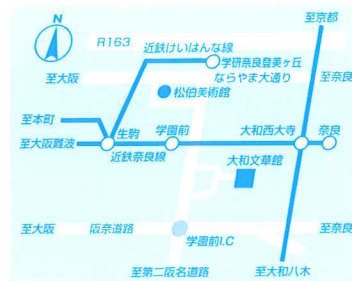 N
至京都
R163
近鉄けいはんな線
学研奈良登美ヶ丘
ならやま大通り
至大阪
至奈良
松伯美術館
至本町
生駒
学園前
大和西大寺
奈良
至大阪難波
近鉄奈良線
大和文華館
至大阪
阪奈道路
至奈良
学園前I.C
至第二阪名道路
至大和八木